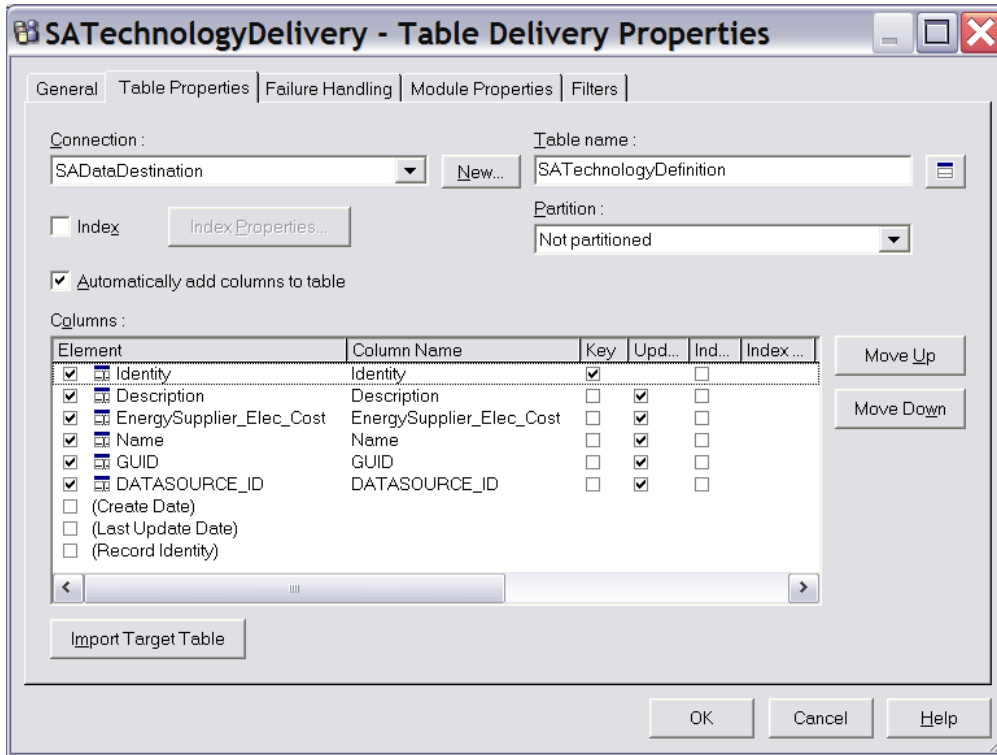 SATechnologyDelivery - Table Delivery Properties
General Table Properties Failure Handling Module Properties Filters
Connection :
SADataDestination
New...
Table name :
SATechnologyDefinition
Index
Index Properties...
Partition :
Not partitioned
Automatically add columns to table
Columns :
Element Column Name Key Upd... Ind... Index ...
Identity Identity
Description Description
EnergySupplier_Elec_Cost EnergySupplier_Elec_Cost
Name Name
GUID GUID
DATASOURCE_ID DATASOURCE_ID
(Create Date)
(Last Update Date)
(Record Identity)
Move Up
Move Down
Import Target Table
OK Cancel Help